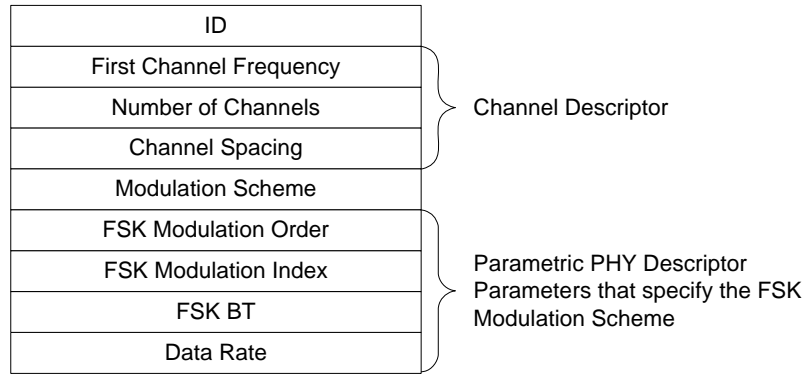 ID
First Channel Frequency
Number of Channels
Channel Spacing
Modulation Scheme
FSK Modulation Order
FSK Modulation Index
FSK BT
Data Rate
Channel Descriptor
Parametric PHY Descriptor
Parameters that specify the FSK
Modulation Scheme